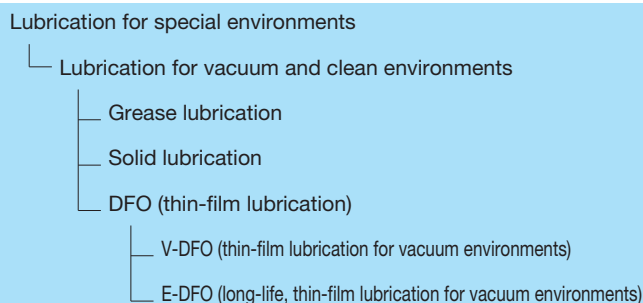 Lubrication for special environments
Lubrication for vacuum and clean environments
Grease lubrication
Solid lubrication
DFO (thin-film lubrication)
V-DFO (thin-film lubrication for vacuum environments)
E-DFO (long-life, thin-film lubrication for vacuum environments)